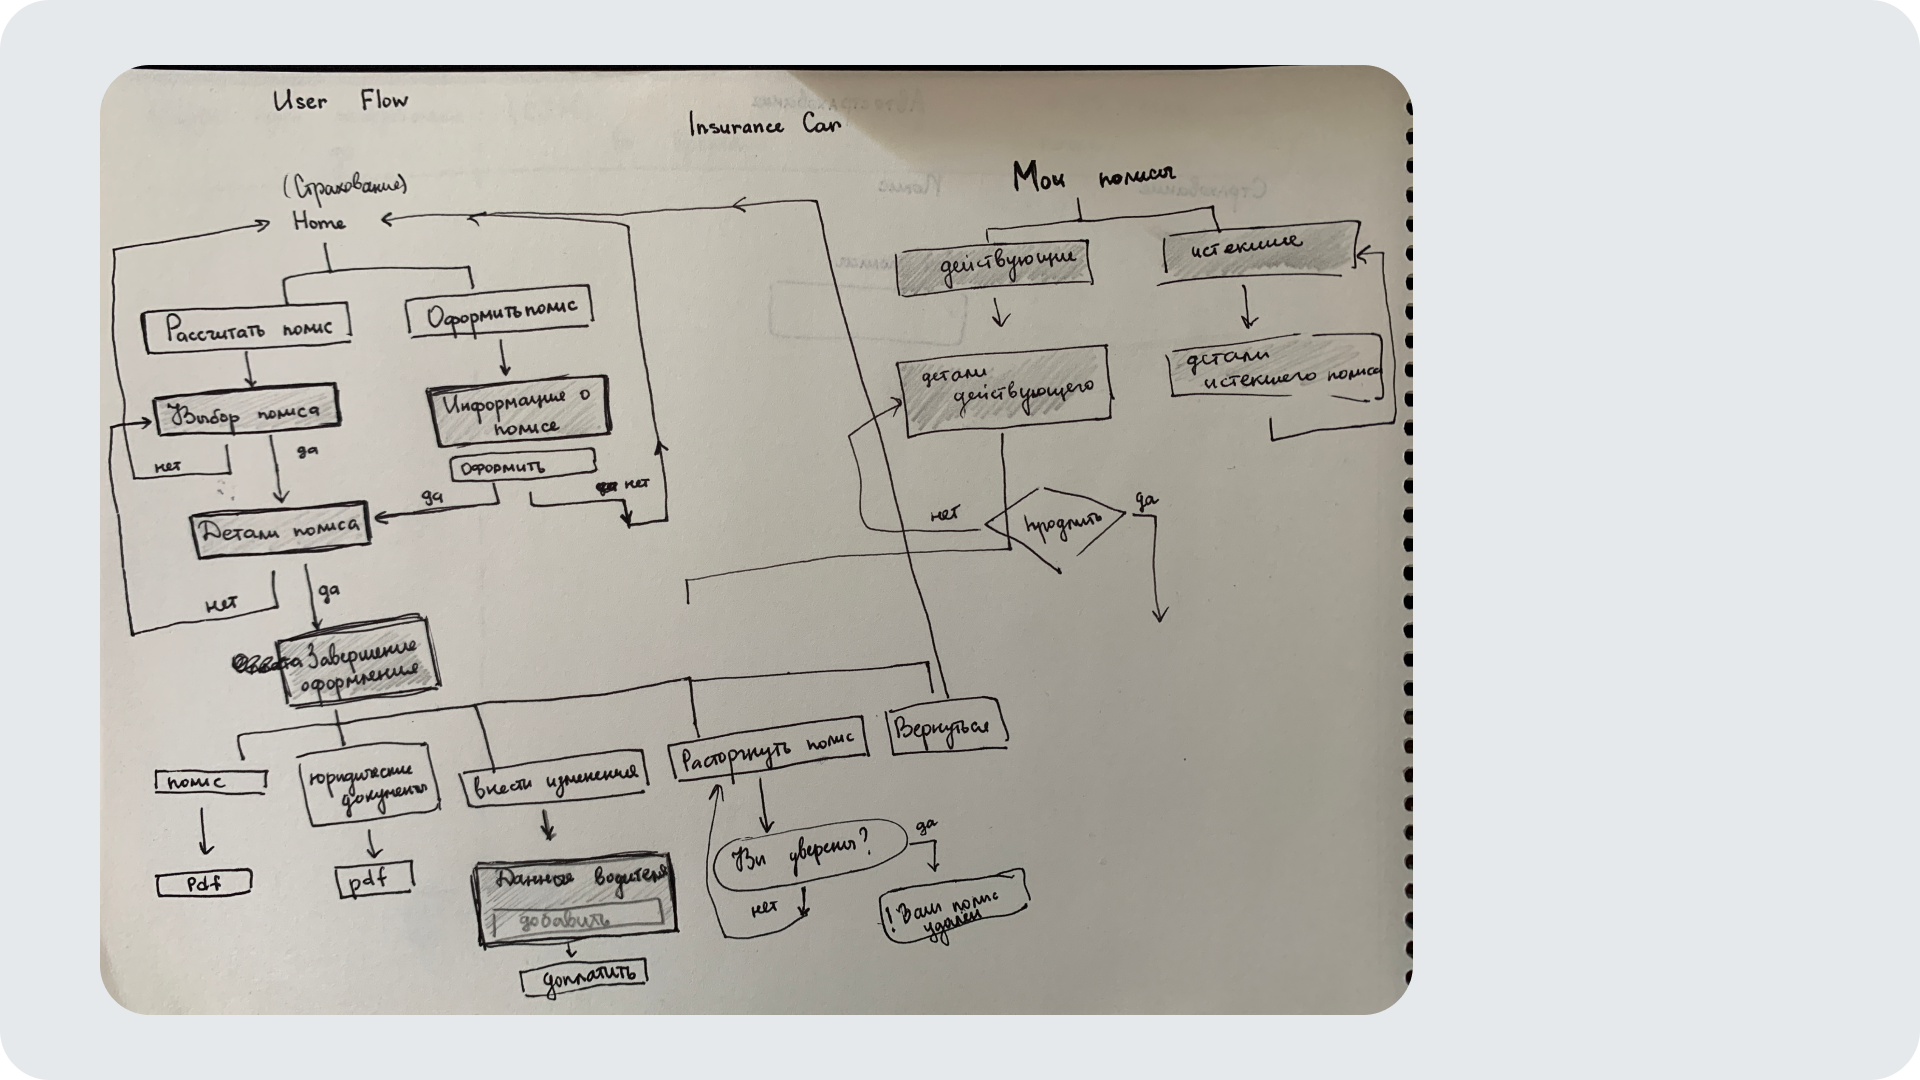 User Flow
Insurance Car
(Страхование)
Home
Рассчитать полис
Оформить полис
Выбор полиса
Информация о
полисе
нет
да
Оформить
да
нет
Детали полиса
нет
да
Завершение
оформления
полис
юридические
документы
внести изменения
Расторгнуть полис
Вернуться
Pdf
pdf
Данные водителя
добавить
доплатить
Вы уверены?
да
нет
! Ваш полис
удалён
Мои полисы
действующие
истекшие
детали
действующего
детали
истекшего полиса
нет
продлить
да